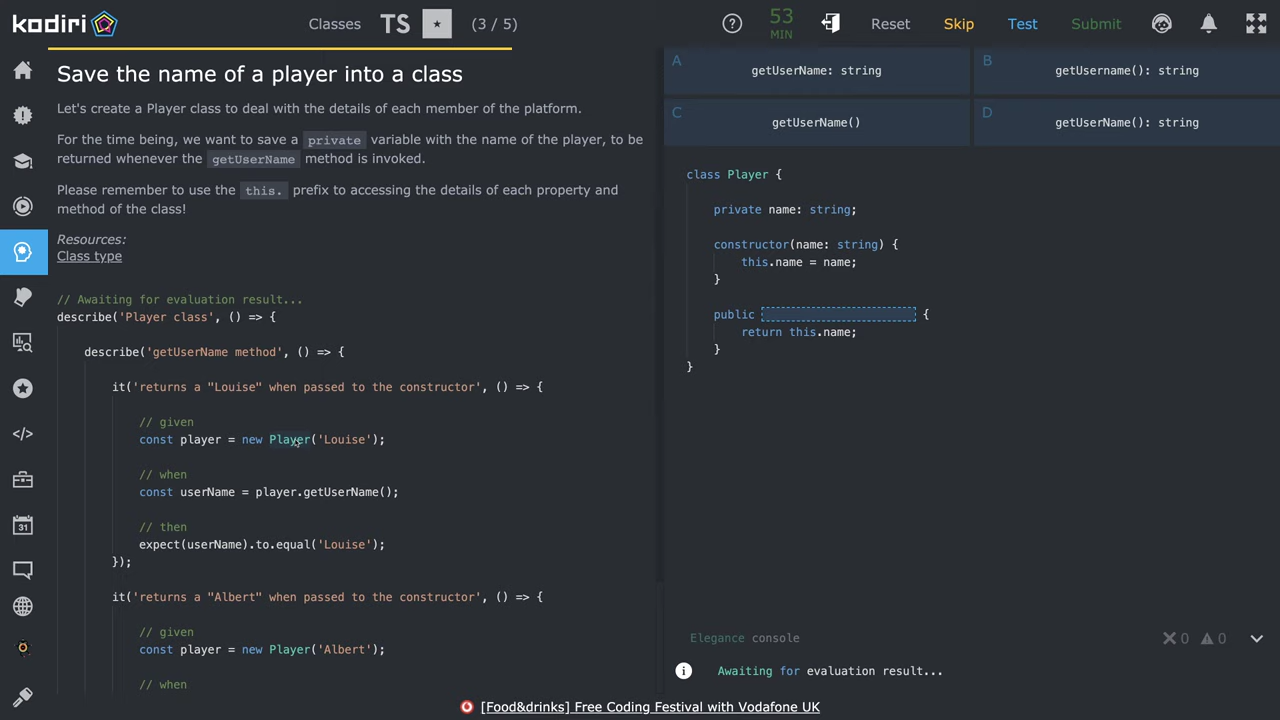 kodiri
Classes TS (3 / 5)
53
MIN
Reset Skip Test Submit
Save the name of a player into a class
Let's create a Player class to deal with the details of each member of the platform.
For the time being, we want to save a private variable with the name of the player, to be
returned whenever the getUserName method is invoked.
Please remember to use the this. prefix to accessing the details of each property and
method of the class!
Resources:
Class type
// Awaiting for evaluation result...
describe('Player class', () => {
describe('getUserName method', () => {
it('returns a "Louise" when passed to the constructor', () => {
// given
const player = new Player('Louise');
// when
const userName = player.getUserName();
// then
expect(userName).to.equal('Louise');
});
it('returns a "Albert" when passed to the constructor', () => {
// given
const player = new Player('Albert');
// when
31
A getUserName: string
B getUsername(): string
C getUserName()
D getUserName(): string
class Player {
private name: string;
constructor(name: string) {
this.name = name;
}
public {
return this.name;
}
}
Elegance console 0 0
Awaiting for evaluation result...
[Food&drinks] Free Coding Festival with Vodafone UK